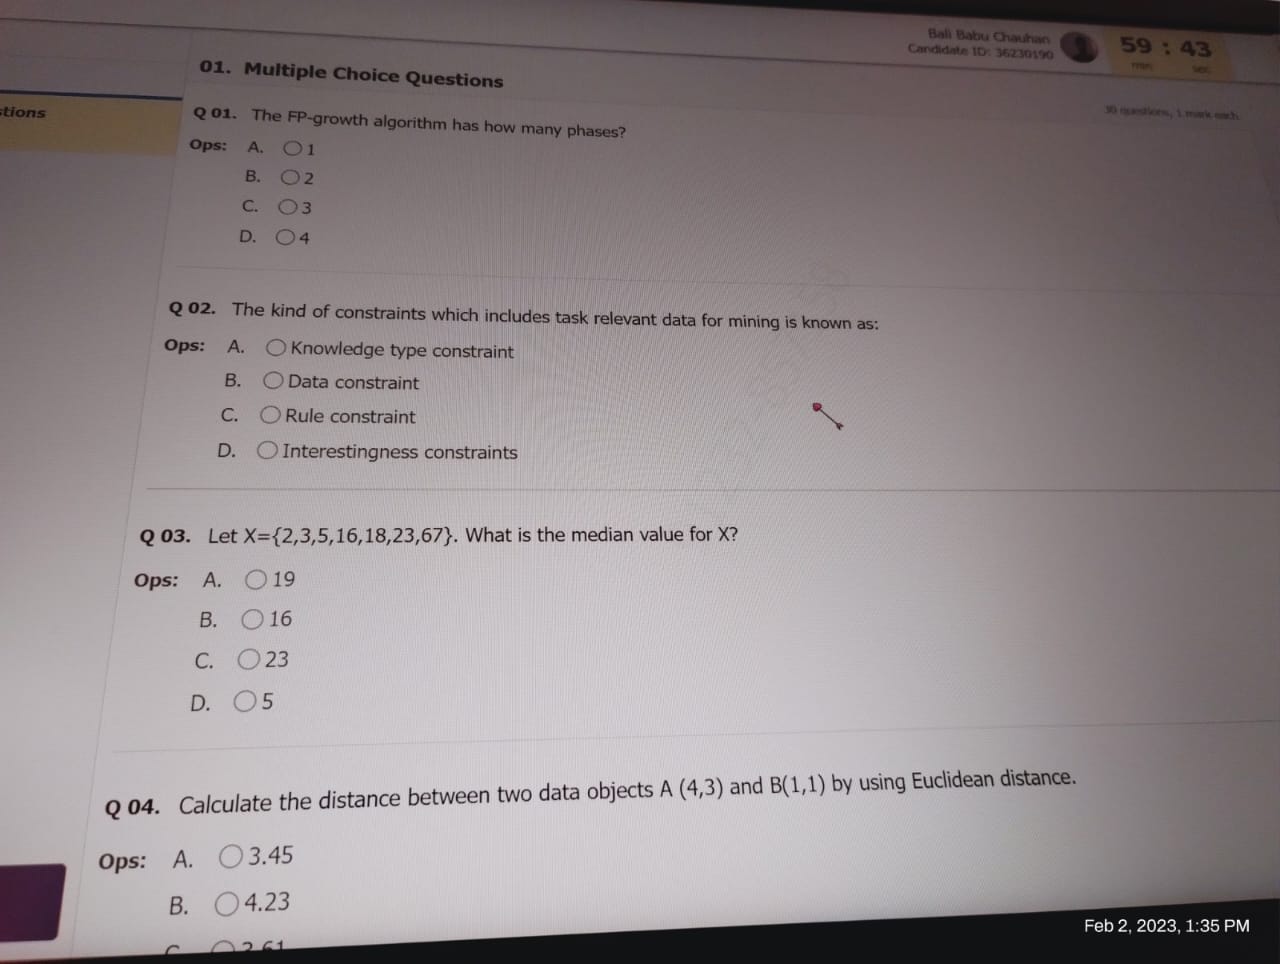 Bali Babu Chauhan
Candidate ID: 36230190
59 : 43
min sec
01. Multiple Choice Questions
30 questions, 1 mark each
Q 01. The FP-growth algorithm has how many phases?
Ops: A. 1
B. 2
C. 3
D. 4
Q 02. The kind of constraints which includes task relevant data for mining is known as:
Ops: A. Knowledge type constraint
B. Data constraint
C. Rule constraint
D. Interestingness constraints
Q 03. Let X={2,3,5,16,18,23,67}. What is the median value for X?
Ops: A. 19
B. 16
C. 23
D. 5
Q 04. Calculate the distance between two data objects A (4,3) and B(1,1) by using Euclidean distance.
Ops: A. 3.45
B. 4.23
C. 3.61
Feb 2, 2023, 1:35 PM